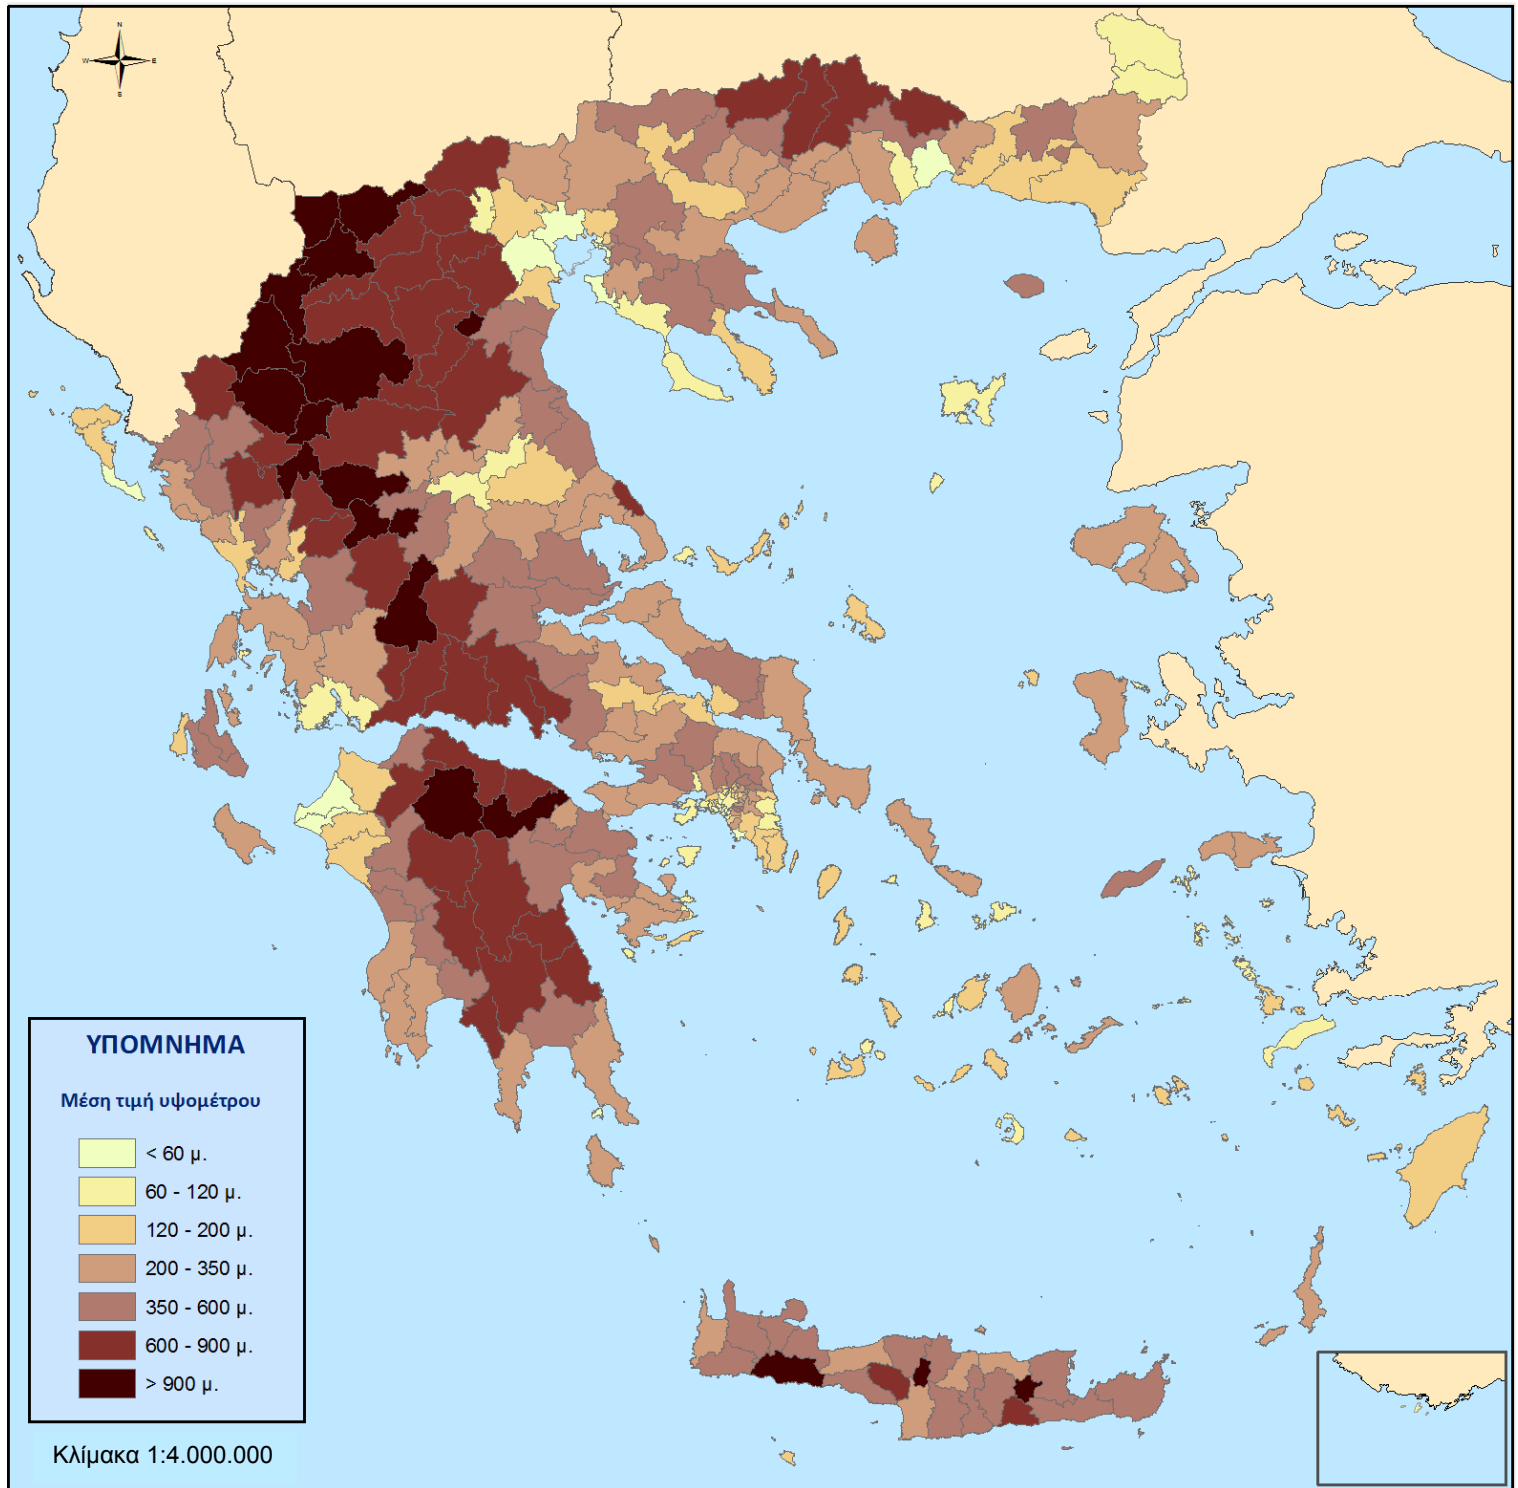 N
W E
S
ΥΠΟΜΝΗΜΑ
Μέση τιμή υψομέτρου
< 60 μ.
60 - 120 μ.
120 - 200 μ.
200 - 350 μ.
350 - 600 μ.
600 - 900 μ.
> 900 μ.
Κλίμακα 1:4.000.000